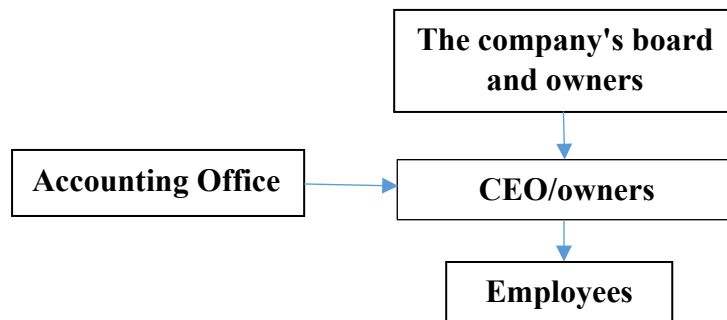 The company's board
and owners
Accounting Office
CEO/owners
Employees